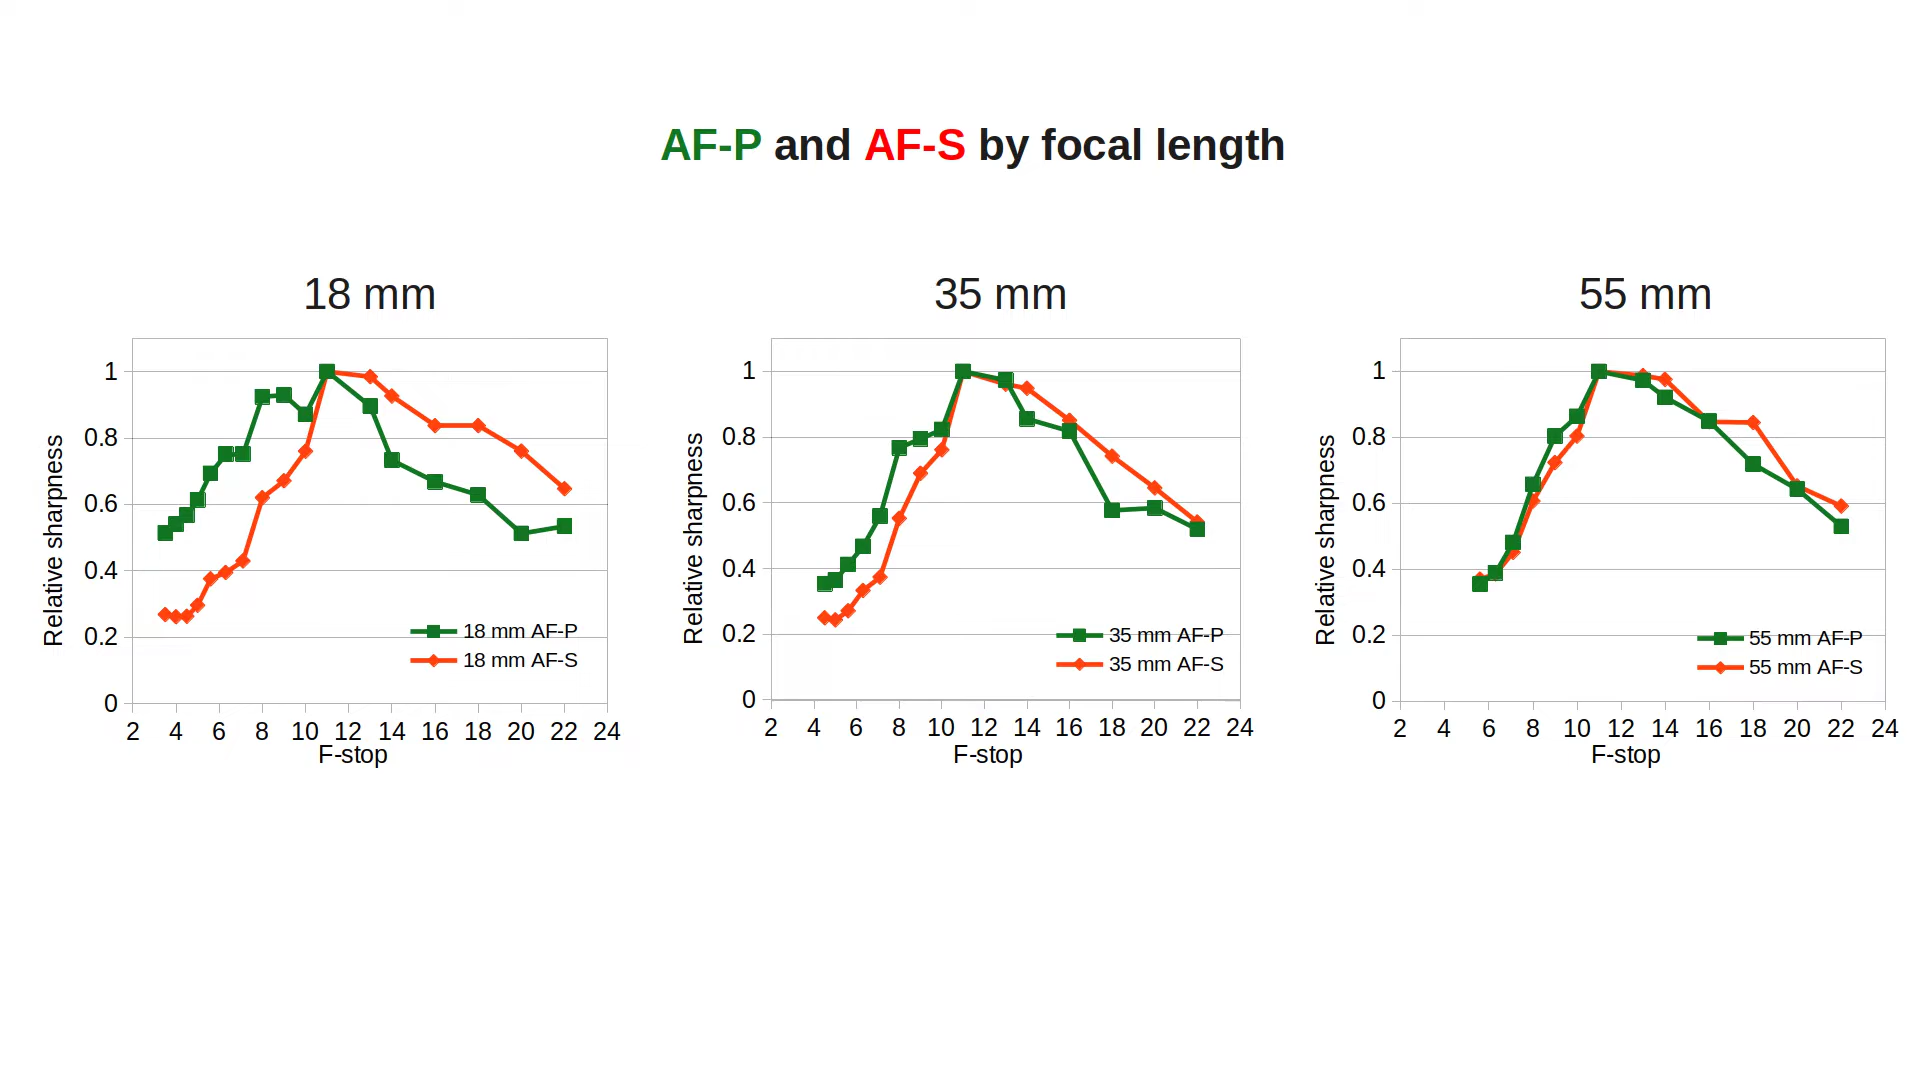 AF-P and AF-S by focal length
18 mm
Relative sharpness
1
0.8
0.6
0.4
0.2
0
18 mm AF-P
18 mm AF-S
2 4 6 8 10 12 14 16 18 20 22 24
F-stop
35 mm
Relative sharpness
1
0.8
0.6
0.4
0.2
0
35 mm AF-P
35 mm AF-S
2 4 6 8 10 12 14 16 18 20 22 24
F-stop
55 mm
Relative sharpness
1
0.8
0.6
0.4
0.2
0
55 mm AF-P
55 mm AF-S
2 4 6 8 10 12 14 16 18 20 22 24
F-stop